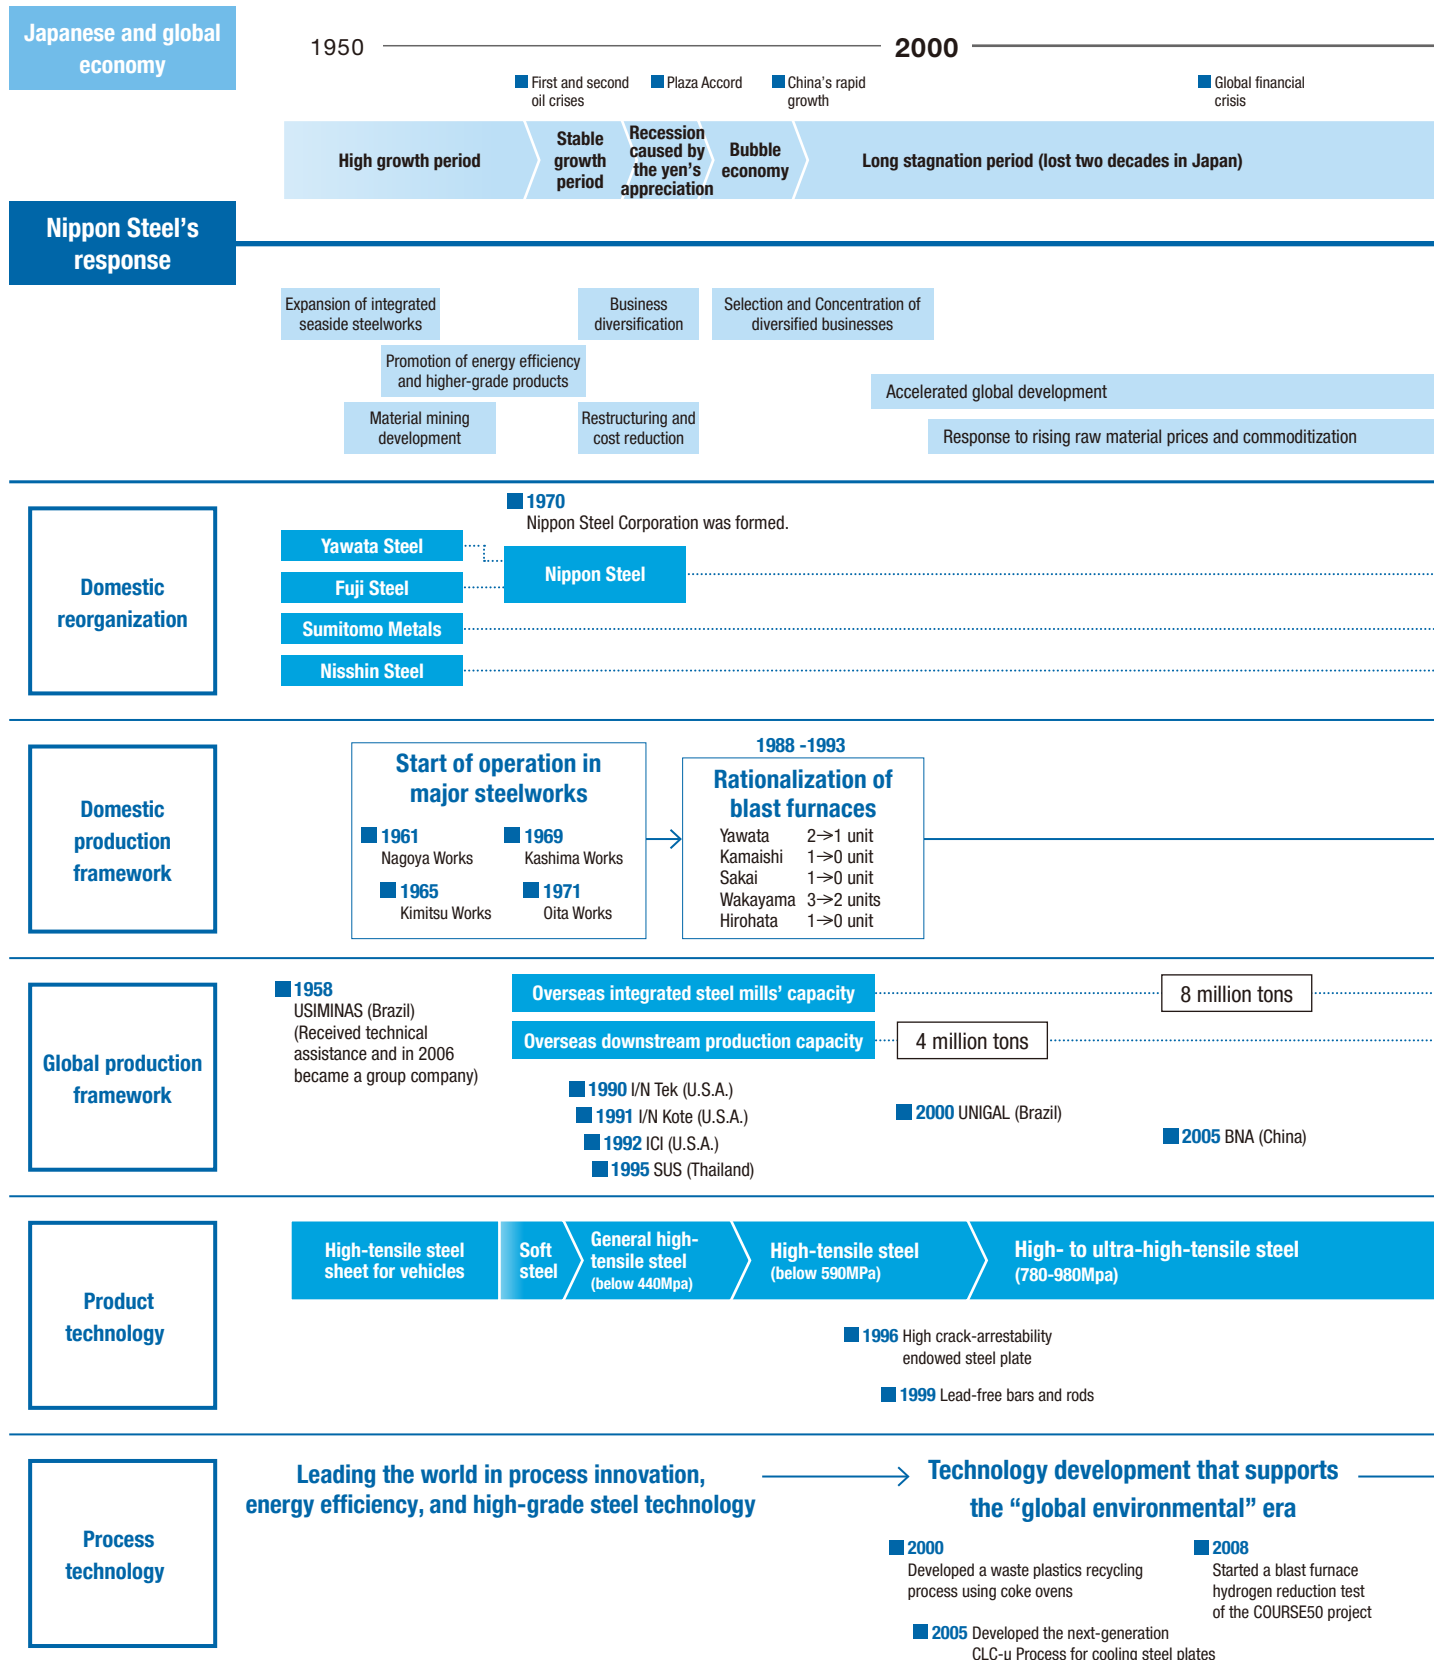 Japanese and global
economy
1950
2000
First and second
oil crises
Plaza Accord
China's rapid
growth
Global financial
crisis
High growth period
Stable
growth
period
Recession
caused by
the yen's
appreciation
Bubble
economy
Long stagnation period (lost two decades in Japan)
Nippon Steel's
response
Expansion of integrated
seaside steelworks
Business
diversification
Selection and Concentration of
diversified businesses
Promotion of energy efficiency
and higher-grade products
Accelerated global development
Material mining
development
Restructuring and
cost reduction
Response to rising raw material prices and commoditization
Domestic
reorganization
1970
Nippon Steel Corporation was formed.
Yawata Steel
Fuji Steel
Nippon Steel
Sumitomo Metals
Nisshin Steel
Domestic
production
framework
Start of operation in
major steelworks
1961
Nagoya Works
1969
Kashima Works
1965
Kimitsu Works
1971
Oita Works
1988 -1993
Rationalization of
blast furnaces
Yawata 2→1 unit
Kamaishi 1→0 unit
Sakai 1→0 unit
Wakayama 3→2 units
Hirohata 1→0 unit
Global production
framework
1958
USIMINAS (Brazil)
(Received technical
assistance and in 2006
became a group company)
Overseas integrated steel mills' capacity
8 million tons
Overseas downstream production capacity
4 million tons
1990 I/N Tek (U.S.A.)
1991 I/N Kote (U.S.A.)
1992 ICI (U.S.A.)
1995 SUS (Thailand)
2000 UNIGAL (Brazil)
2005 BNA (China)
Product
technology
High-tensile steel
sheet for vehicles
Soft
steel
General high-
tensile steel
(below 440Mpa)
High-tensile steel
(below 590MPa)
High- to ultra-high-tensile steel
(780-980Mpa)
1996 High crack-arrestability
endowed steel plate
1999 Lead-free bars and rods
Process
technology
Leading the world in process innovation,
energy efficiency, and high-grade steel technology
Technology development that supports
the “global environmental” era
2000
Developed a waste plastics recycling
process using coke ovens
2008
Started a blast furnace
hydrogen reduction test
of the COURSE50 project
2005 Developed the next-generation
CLC-u Process for cooling steel plates